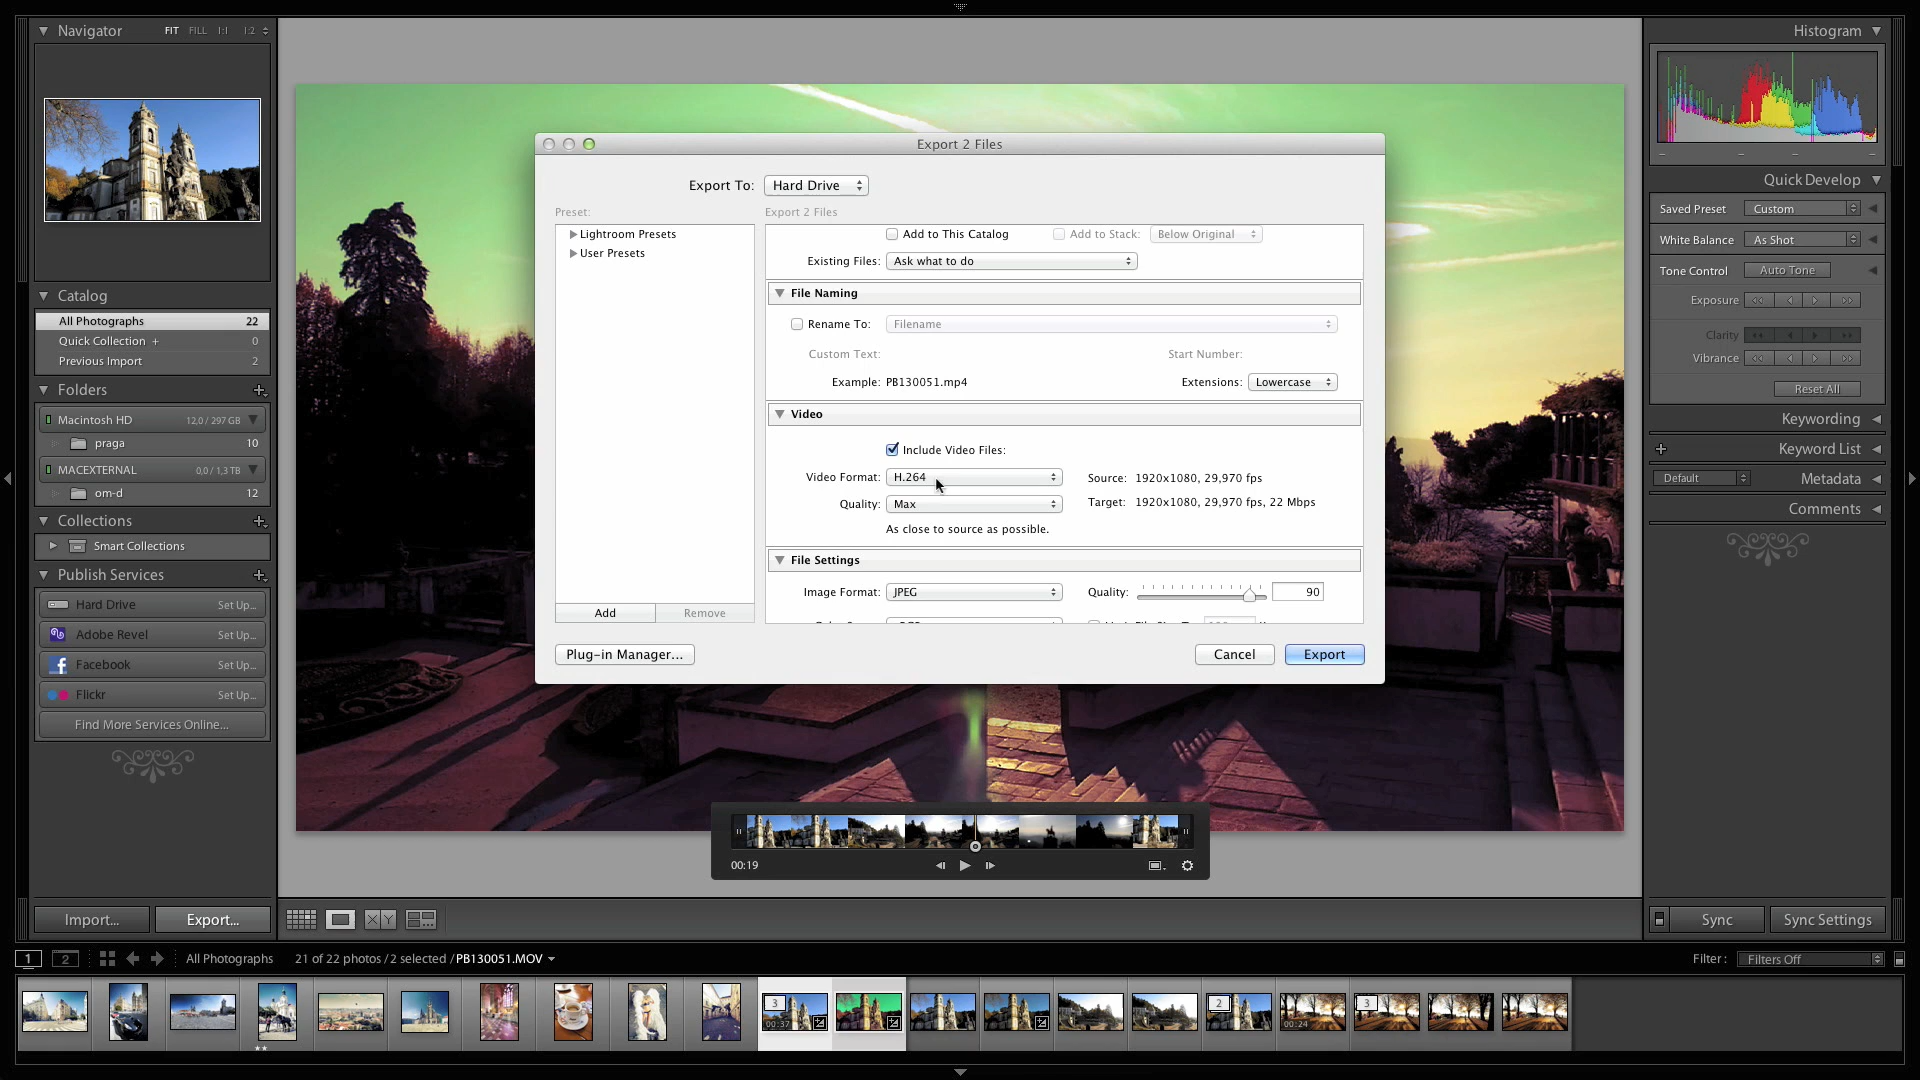 Navigator
FIT FILL 1:1 1:2
Catalog
All Photographs 22
Quick Collection + 0
Previous Import 2
Folders
Macintosh HD 12,0 / 297 GB
praga 10
MACEXTERNAL 0,0 / 1,3 TB
om-d 12
Collections
Smart Collections
Publish Services
Hard Drive Set Up...
Adobe Revel Set Up...
Facebook Set Up...
Flickr Set Up...
Find More Services Online...
Import... Export...
Export 2 Files
Export To: Hard Drive
Preset:
Lightroom Presets
User Presets
Add Remove
Export 2 Files
Add to This Catalog Add to Stack: Below Original
Existing Files: Ask what to do
File Naming
Rename To: Filename
Custom Text: Start Number:
Example: PB130051.mp4 Extensions: Lowercase
Video
Include Video Files:
Video Format: H.264 Source: 1920x1080, 29,970 fps
Quality: Max Target: 1920x1080, 29,970 fps, 22 Mbps
As close to source as possible.
File Settings
Image Format: JPEG Quality: 90
Plug-in Manager... Cancel Export
00:19
Histogram
Quick Develop
Saved Preset Custom
White Balance As Shot
Tone Control Auto Tone
Exposure
Clarity
Vibrance
Reset All
Keywording
Keyword List
Default Metadata
Comments
Sync Sync Settings
X Y
1 2 All Photographs 21 of 22 photos / 2 selected / PB130051.MOV Filter: Filters Off
3 2 3
00:37 00:24